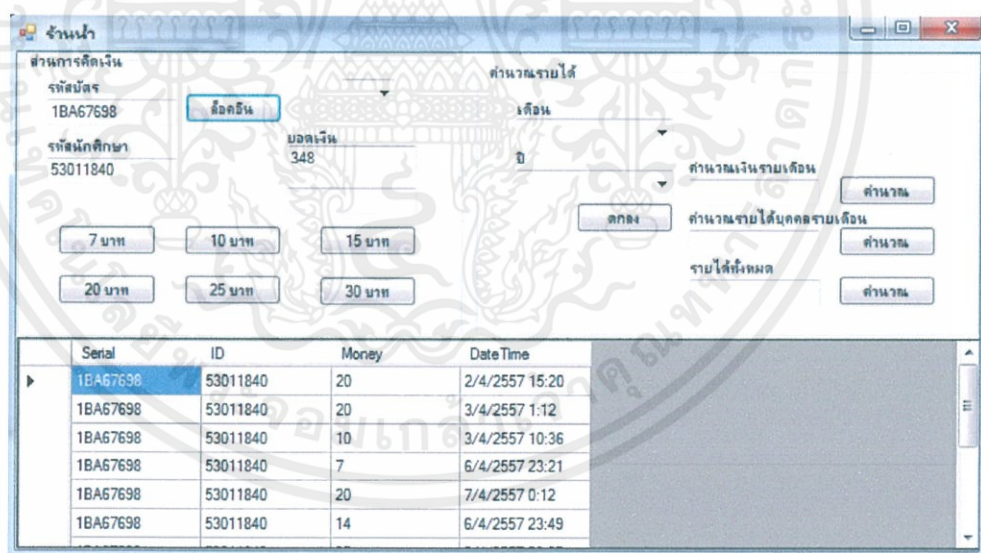 ร้านน้ำ
ส่วนการคิดเงิน
รหัสบัตร
1BA67698
ล็อคอิน
รหัสนักศึกษา
53011840
ยอดเงิน
348
7 บาท
10 บาท
15 บาท
20 บาท
25 บาท
30 บาท
คำนวณรายได้
เดือน
ปี
ตกลง
คำนวณเงินรายเดือน
คำนวณ
คำนวณรายได้บุคคลรายเดือน
คำนวณ
รายได้ทั้งหมด
คำนวณ
Serial ID Money DateTime
1BA67698 53011840 20 2/4/2557 15:20
1BA67698 53011840 20 3/4/2557 1:12
1BA67698 53011840 10 3/4/2557 10:36
1BA67698 53011840 7 6/4/2557 23:21
1BA67698 53011840 20 7/4/2557 0:12
1BA67698 53011840 14 6/4/2557 23:49